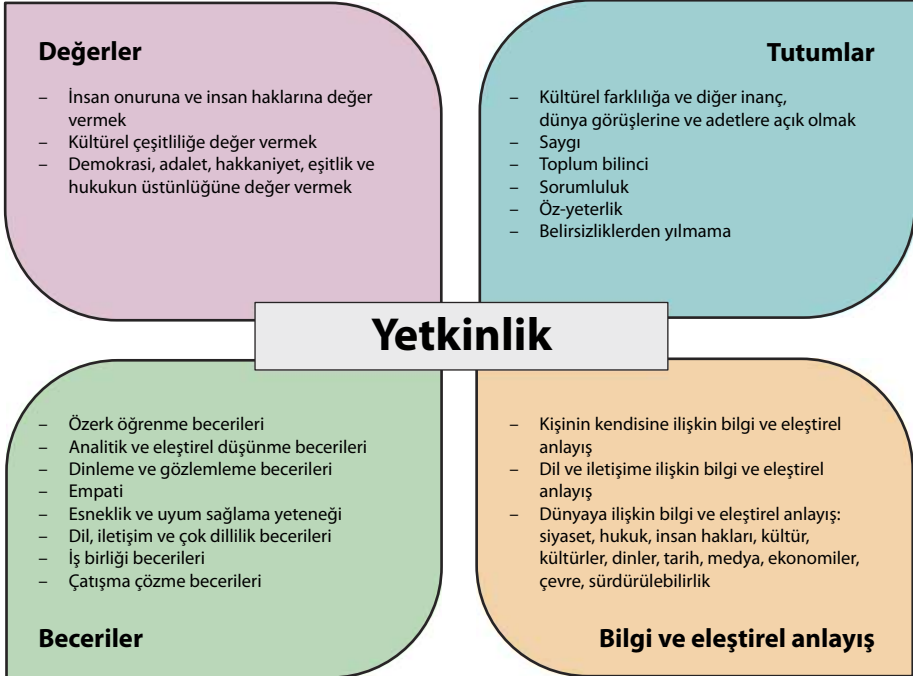 Değerler
– İnsan onuruna ve insan haklarına değer
vermek
– Kültürel çeşitliliğe değer vermek
– Demokrasi, adalet, hakkaniyet, eşitlik ve
hukukun üstünlüğüne değer vermek
Tutumlar
– Kültürel farklılığa ve diğer inanç,
dünya görüşlerine ve adetlere açık olmak
– Saygı
– Toplum bilinci
– Sorumluluk
– Öz-yeterlik
– Belirsizliklerden yılmama
Yetkinlik
– Özerk öğrenme becerileri
– Analitik ve eleştirel düşünme becerileri
– Dinleme ve gözlemleme becerileri
– Empati
– Esneklik ve uyum sağlama yeteneği
– Dil, iletişim ve çok dillilik becerileri
– İş birliği becerileri
– Çatışma çözme becerileri
Beceriler
– Kişinin kendisine ilişkin bilgi ve eleştirel
anlayış
– Dil ve iletişime ilişkin bilgi ve eleştirel
anlayış
– Dünyaya ilişkin bilgi ve eleştirel anlayış:
siyaset, hukuk, insan hakları, kültür,
kültürler, dinler, tarih, medya, ekonomiler,
çevre, sürdürülebilirlik
Bilgi ve eleştirel anlayış